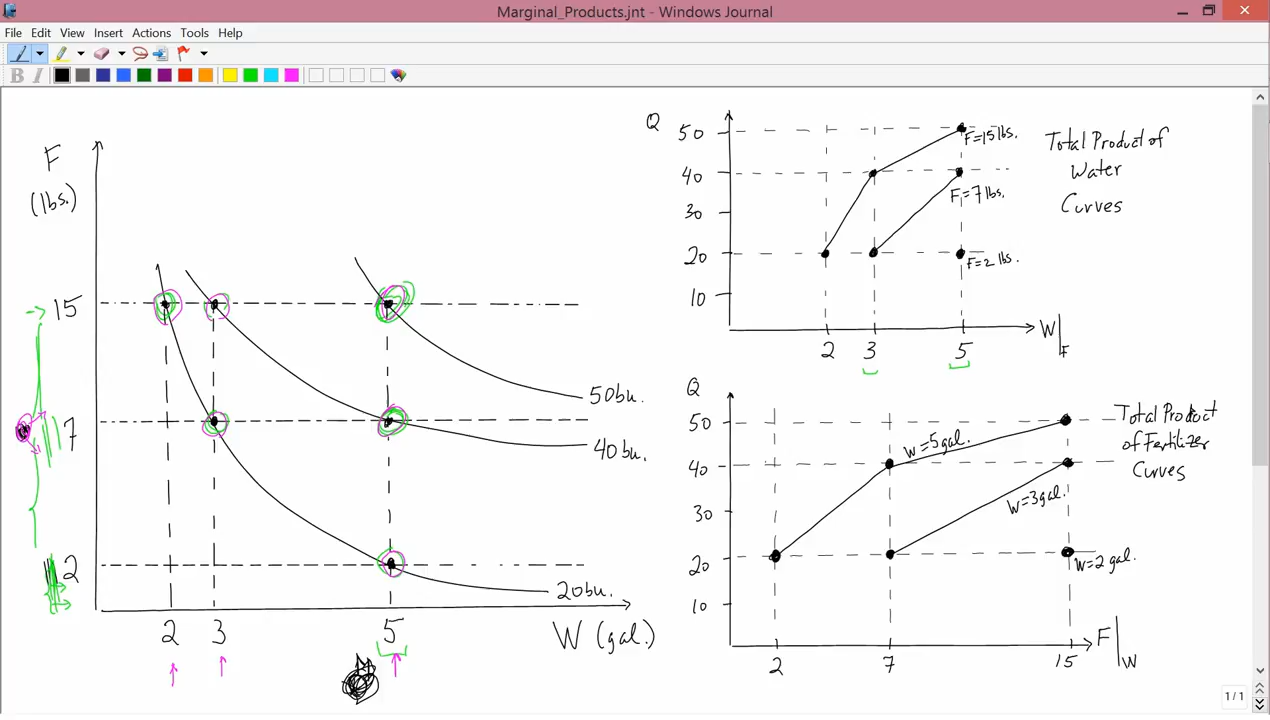 Marginal_Products.jnt - Windows Journal
File Edit View Insert Actions Tools Help
B I
F
(lbs.)
15
7
2
50bu.
40bu.
20bu.
2 3 5 W (gal.)
Q
50
40
30
20
10
F=15lbs.
F=7lbs.
F=2lbs.
2 3 5 W|F
Total Product of
Water
Curves
Q
50
40
30
20
10
W=5gal.
W=3gal.
W=2gal.
2 7 15 F|W
Total Product
of Fertilizer
Curves
1 / 1